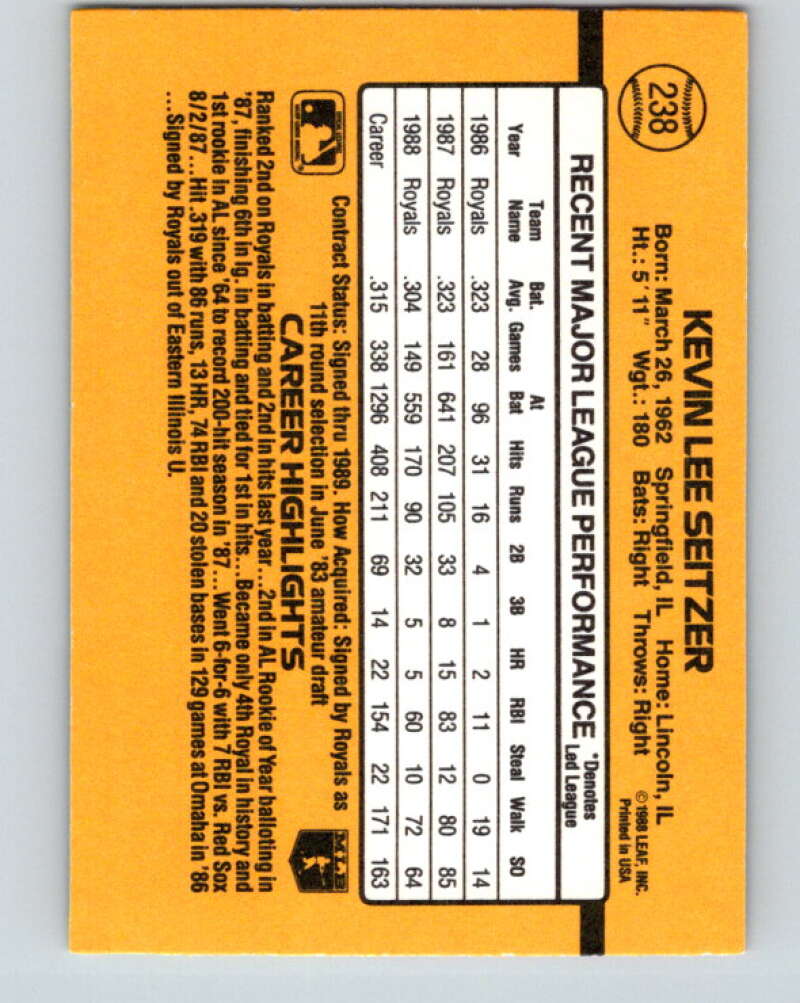 238
KEVIN LEE SEITZER
Born: March 26, 1962 Springfield, IL Home: Lincoln, IL
Ht.: 5'11" Wgt.: 180 Bats: Right Throws: Right
©1988 LEAF, INC.
Printed in USA
RECENT MAJOR LEAGUE PERFORMANCE
*Denotes
Led League
Year Team Name Bat. Avg. Games At Bat Hits Runs 2B 3B HR RBI Steal Walk SO
1986 Royals .323 28 96 31 16 4 1 2 11 0 19 14
1987 Royals .323 161 641 207 105 33 8 15 83 12 80 85
1988 Royals .304 149 559 170 90 32 5 5 60 10 72 64
Career .315 338 1296 408 211 69 14 22 154 22 171 163
Contract Status: Signed thru 1989. How Acquired: Signed by Royals as
11th round selection in June '83 amateur draft
MLB
CAREER HIGHLIGHTS
Ranked 2nd on Royals in batting and 2nd in hits last year...2nd in AL Rookie of Year balloting in
'87, finishing 6th in lg. in batting and tied for 1st in hits...Became only 4th Royal in history and
1st rookie in AL since '64 to record 200-hit season in '87...Went 6-for-6 with 7 RBI vs. Red Sox
8/2/87...Hit .319 with 86 runs, 13 HR, 74 RBI and 20 stolen bases in 129 games at Omaha in '86
...Signed by Royals out of Eastern Illinois U.